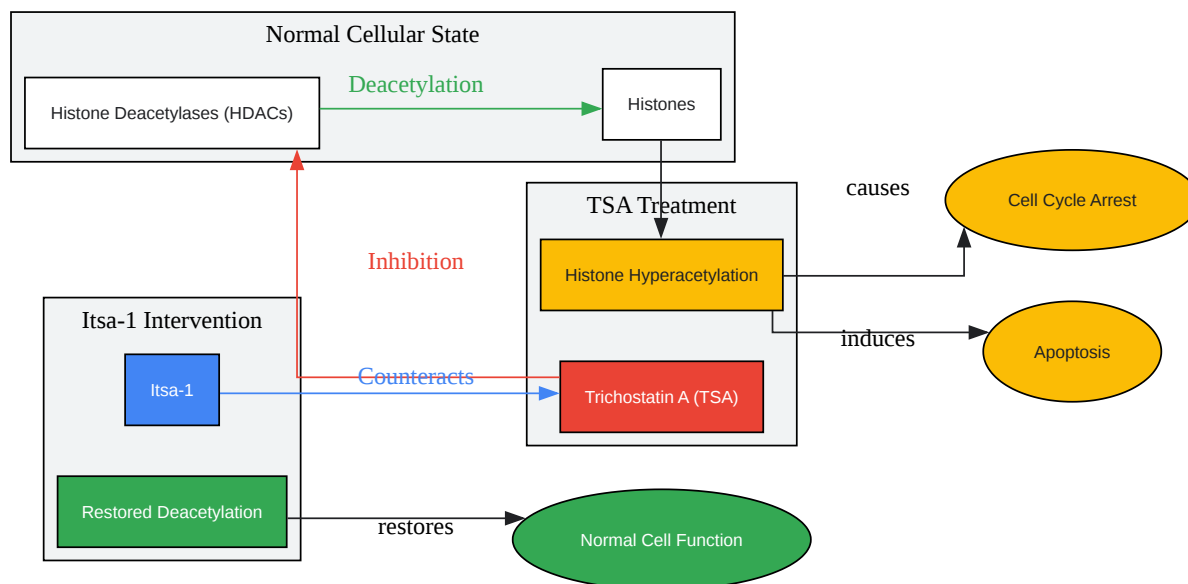 Normal Cellular State
Deacetylation
Histone Deacetylases (HDACs)
Histones
TSA Treatment
causes
Cell Cycle Arrest
Inhibition
Histone Hyperacetylation
Itsa-1 Intervention
induces
Apoptosis
Itsa-1
Counteracts
Trichostatin A (TSA)
Restored Deacetylation
restores
Normal Cell Function